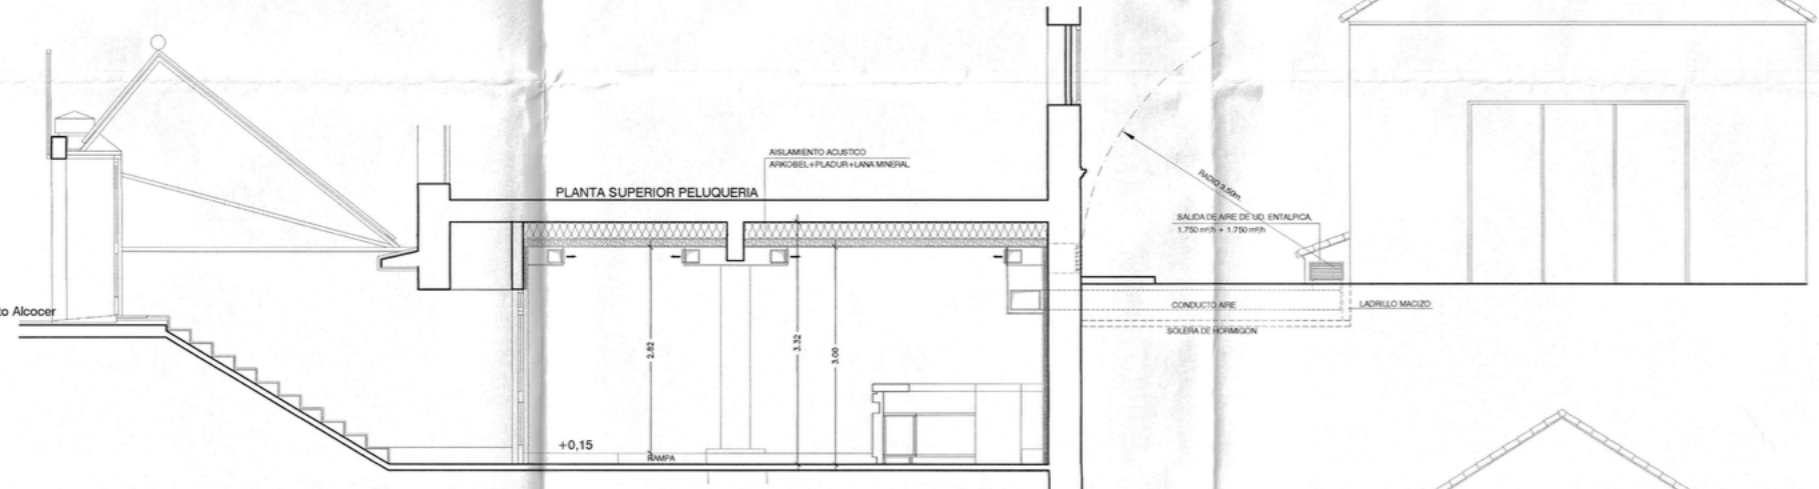 AISLAMIENTO ACUSTICO
ARKOBEL+PLADUR+LANA MINERAL
PLANTA SUPERIOR PELUQUERIA
RADIO 3.50m.
SALIDA DE AIRE DE UD. ENTALPICA,
1.750 m³/h + 1.750 m³/h
to Alcocer
CONDUCTO AIRE
LADRILLO MACIZO
SOLERA DE HORMIGON
2.82
3.32
3.00
+0,15
RAMPA